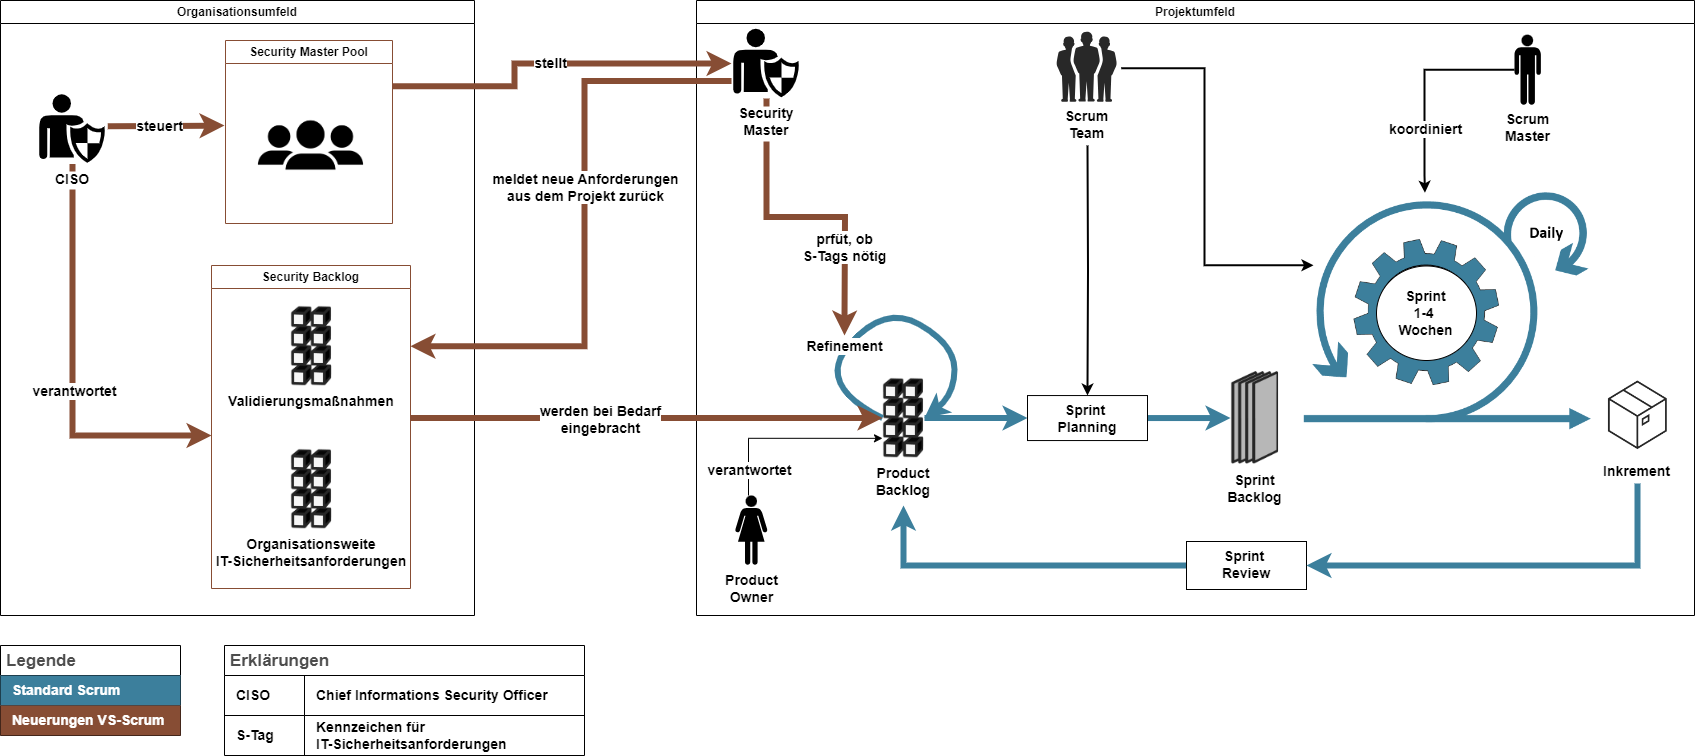 Organisationsumfeld
Projektumfeld
Security Master Pool
stellt
steuert
CISO
Security
Master
Scrum
Team
koordiniert
Scrum
Master
meldet neue Anforderungen
aus dem Projekt zurück
prfüt, ob
S-Tags nötig
Daily
Security Backlog
Sprint
1-4
Wochen
Refinement
verantwortet
Validierungsmaßnahmen
werden bei Bedarf
eingebracht
Sprint
Planning
verantwortet
Product
Backlog
Sprint
Backlog
Inkrement
Organisationsweite
IT-Sicherheitsanforderungen
Product
Owner
Sprint
Review
Legende
Standard Scrum
Neuerungen VS-Scrum
Erklärungen
CISO
Chief Informations Security Officer
S-Tag
Kennzeichen für
IT-Sicherheitsanforderungen